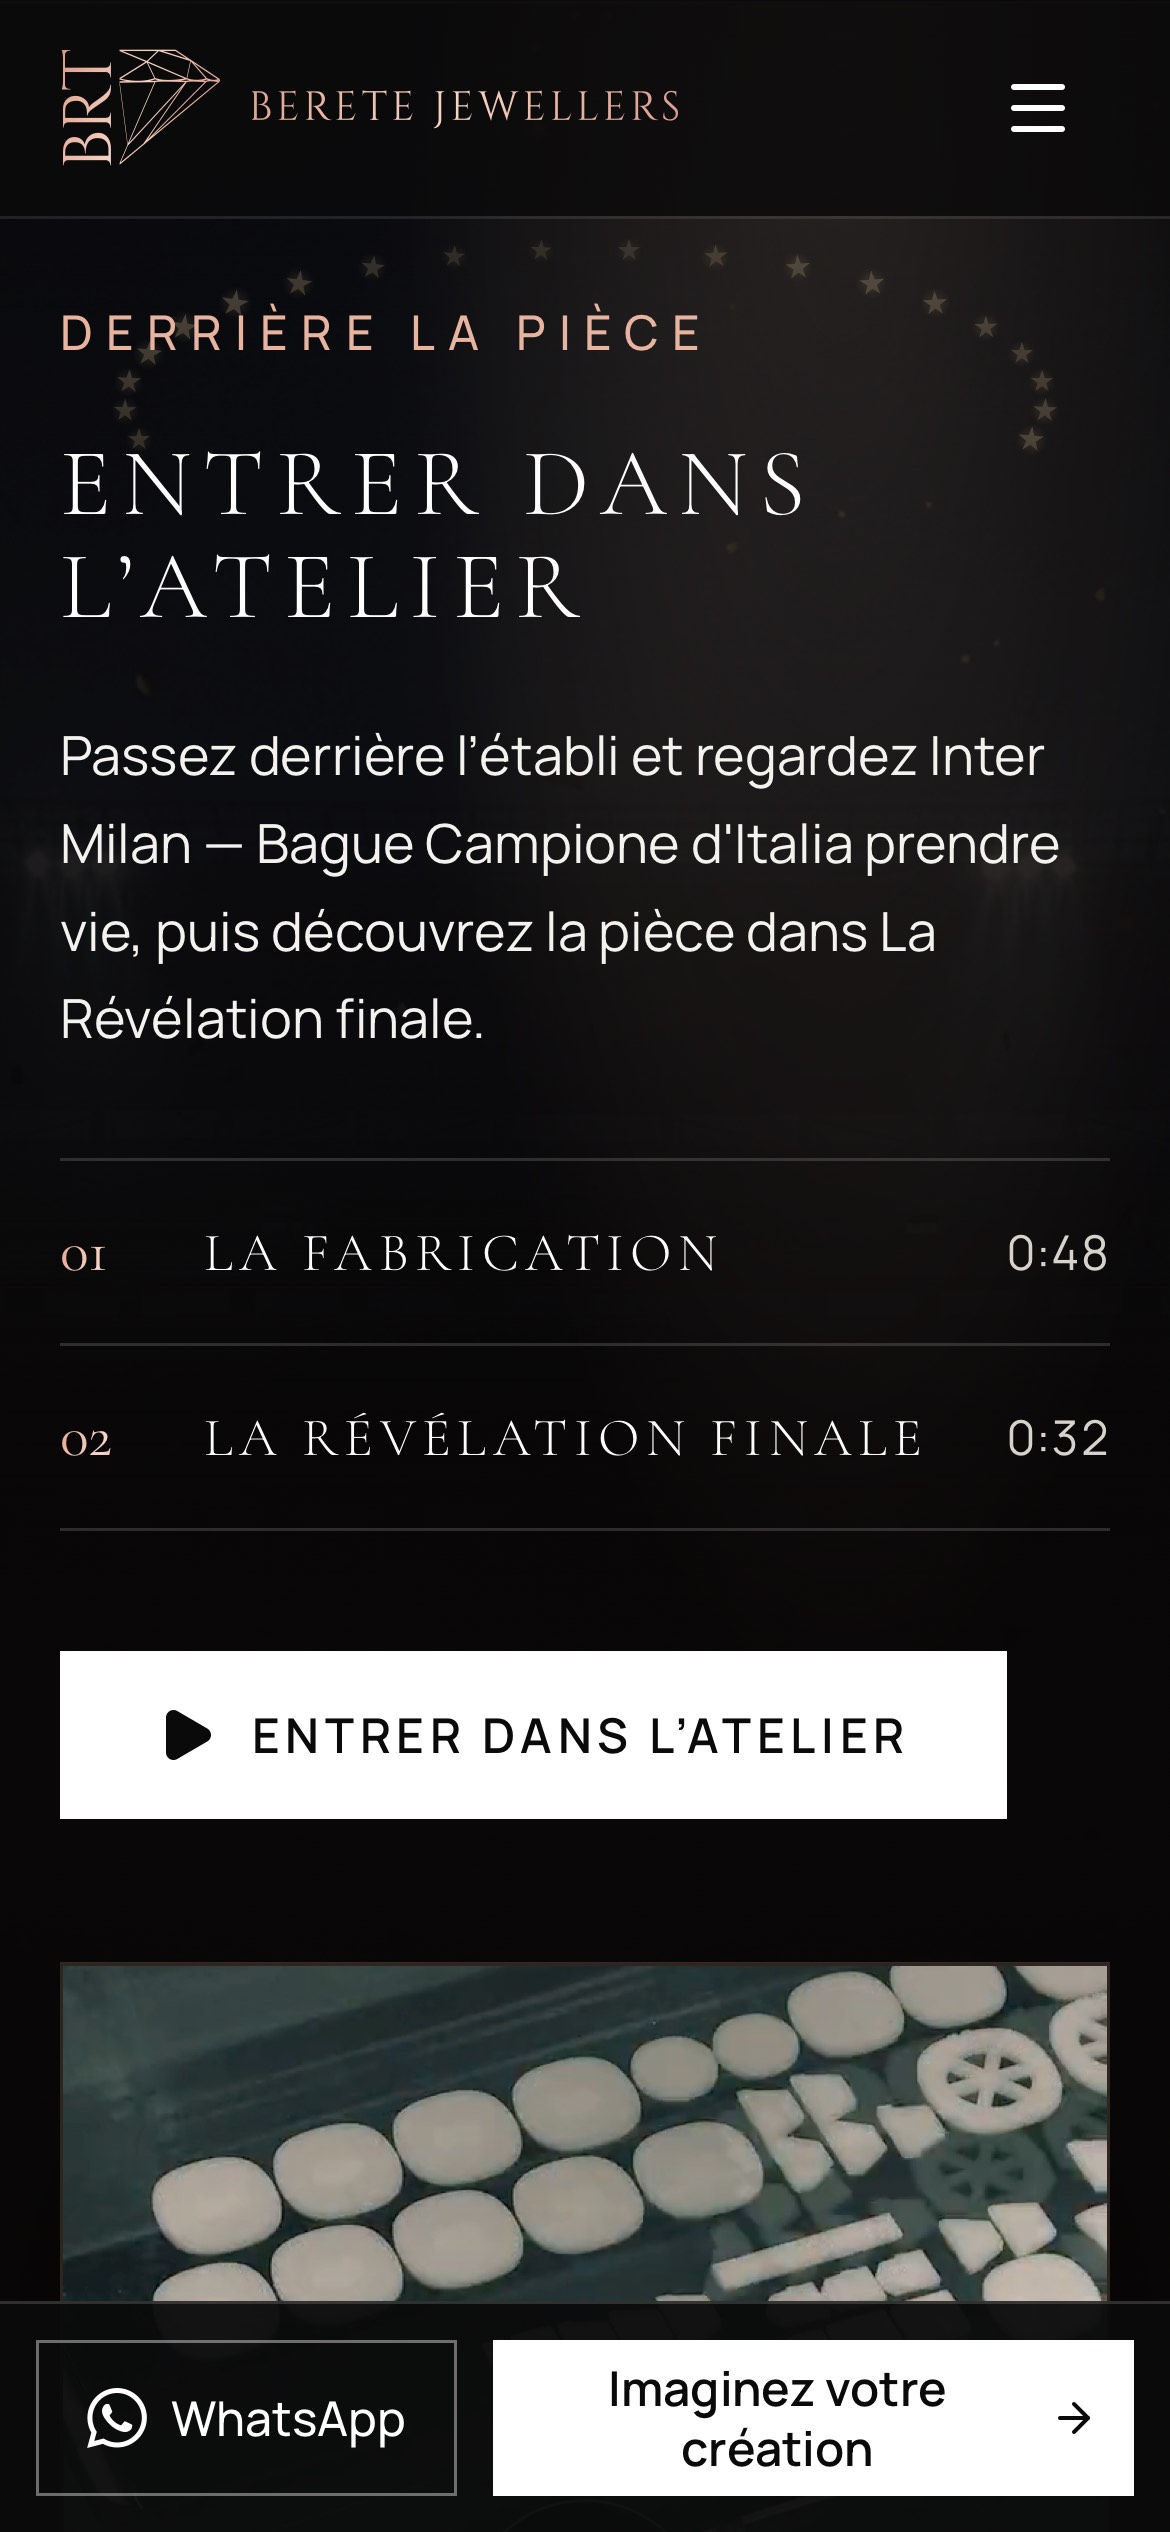 BRT
BERETE JEWELLERS
DERRIÈRE LA PIÈCE
ENTRER DANS
L’ATELIER
Passez derrière l’établi et regardez Inter
Milan — Bague Campione d'Italia prendre
vie, puis découvrez la pièce dans La
Révélation finale.
01 LA FABRICATION 0:48
02 LA RÉVÉLATION FINALE 0:32
ENTRER DANS L’ATELIER
WhatsApp
Imaginez votre
création